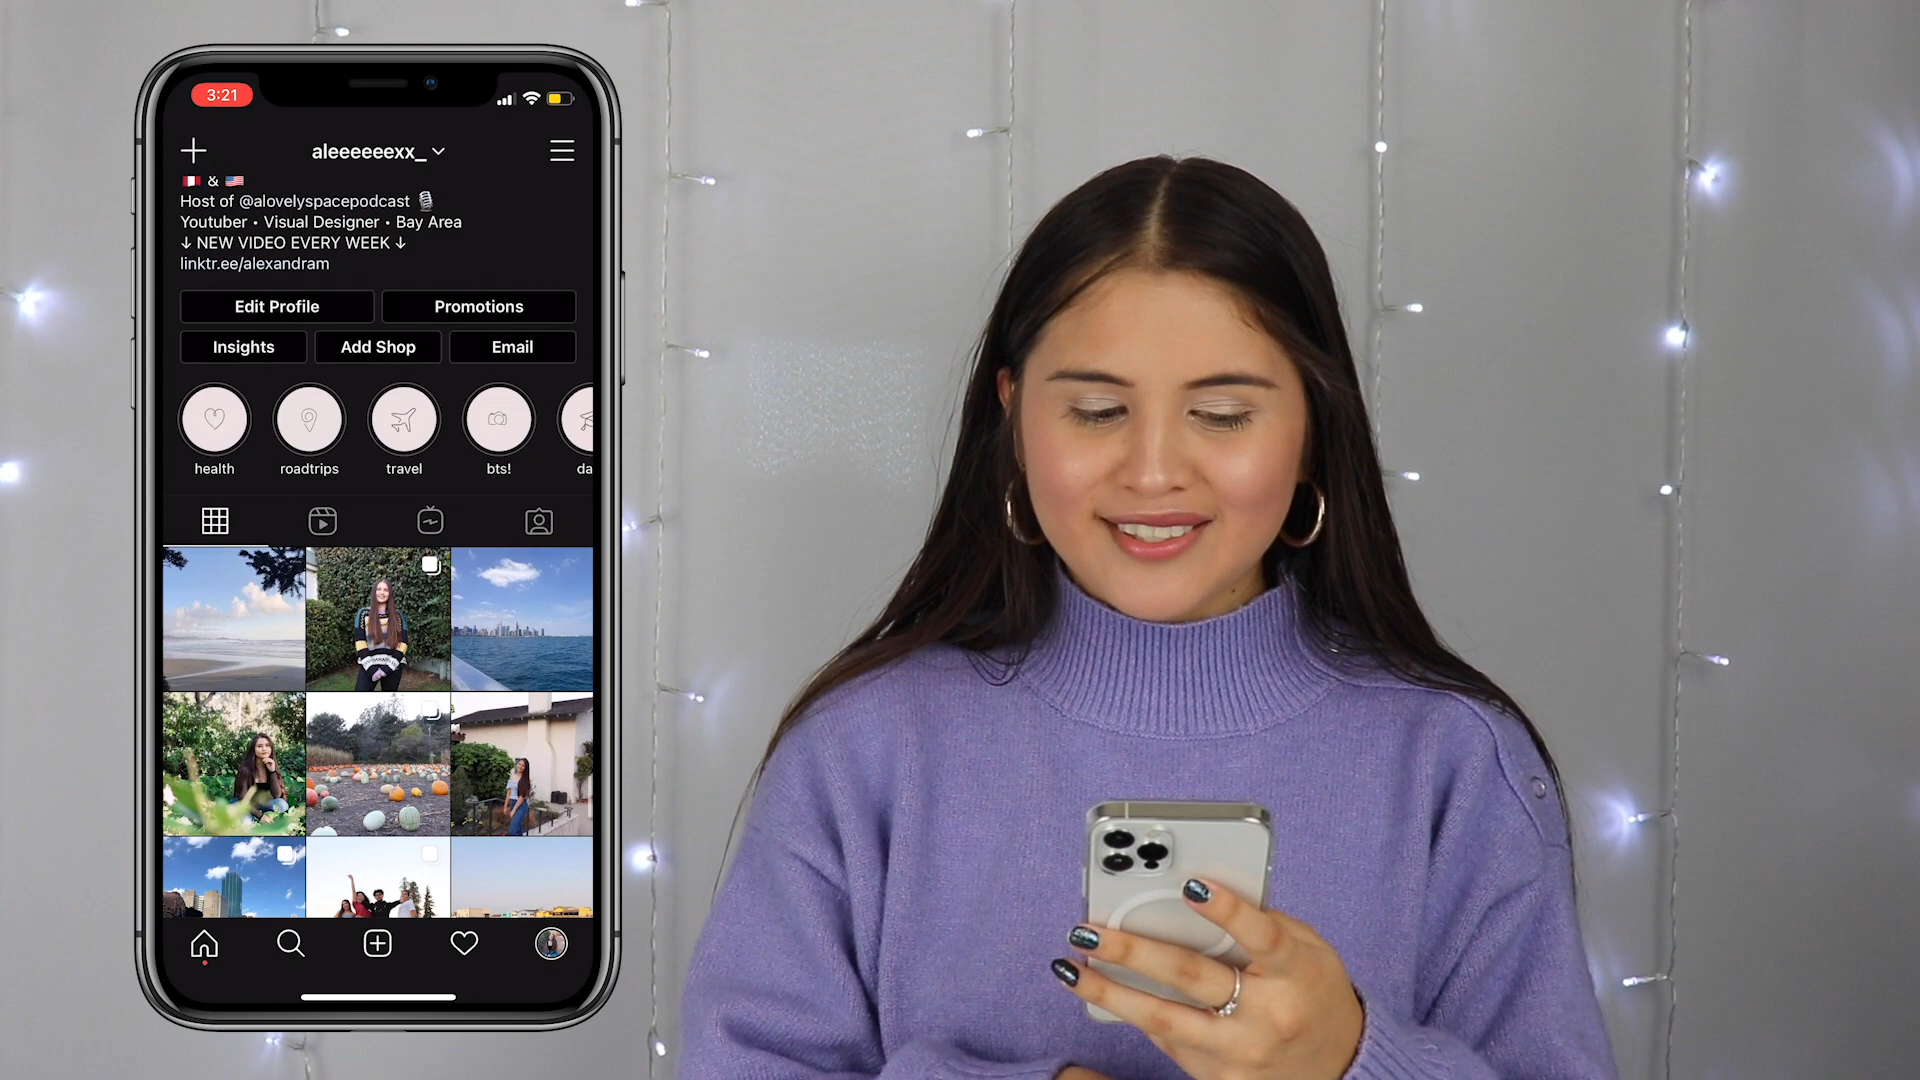 3:21
aleeeeeexx_
🇵🇪 & 🇺🇸
Host of @alovelyspacepodcast 🎙
Youtuber • Visual Designer • Bay Area
↓ NEW VIDEO EVERY WEEK ↓
linktr.ee/alexandram
Edit Profile Promotions
Insights Add Shop Email
health roadtrips travel bts! da